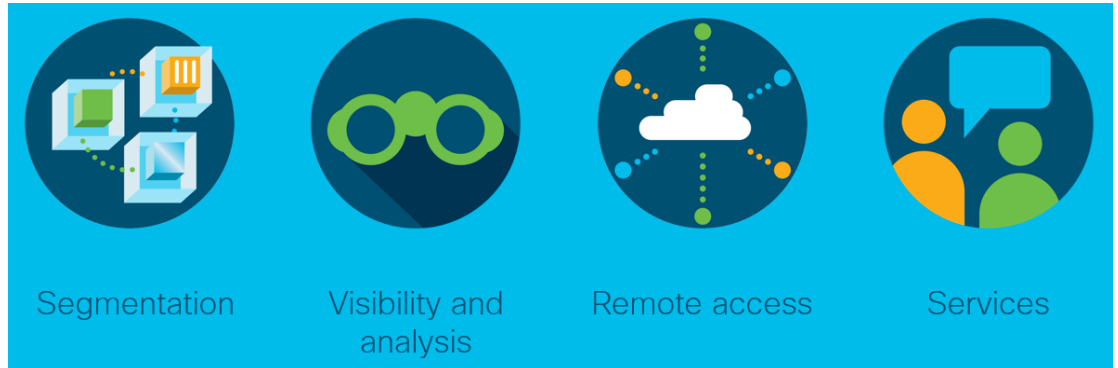 Segmentation
Visibility and
analysis
Remote access
Services